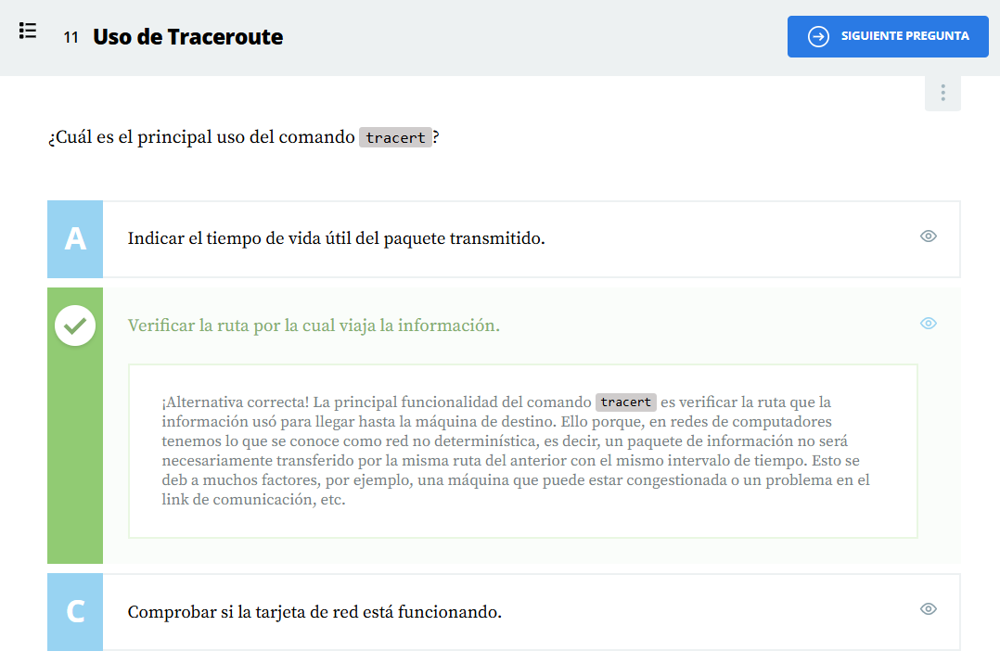 11 Uso de Traceroute
SIGUIENTE PREGUNTA
¿Cuál es el principal uso del comando tracert?
A
Indicar el tiempo de vida útil del paquete transmitido.
Verificar la ruta por la cual viaja la información.
¡Alternativa correcta! La principal funcionalidad del comando tracert es verificar la ruta que la
información usó para llegar hasta la máquina de destino. Ello porque, en redes de computadores
tenemos lo que se conoce como red no determinística, es decir, un paquete de información no será
necesariamente transferido por la misma ruta del anterior con el mismo intervalo de tiempo. Esto se
deb a muchos factores, por ejemplo, una máquina que puede estar congestionada o un problema en el
link de comunicación, etc.
C
Comprobar si la tarjeta de red está funcionando.